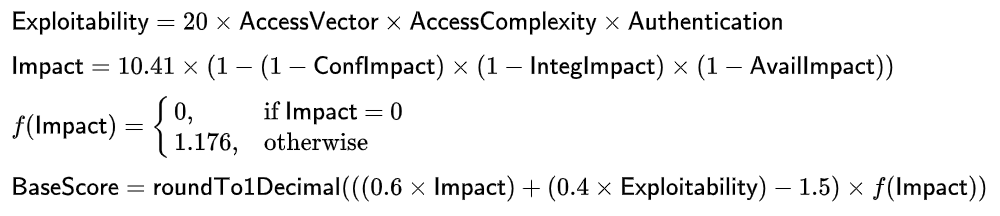 Exploitability = 20 × AccessVector × AccessComplexity × Authentication
Impact = 10.41 × (1 − (1 − ConfImpact) × (1 − IntegImpact) × (1 − AvailImpact))
f(Impact) = { 0, if Impact = 0
1.176, otherwise
BaseScore = roundTo1Decimal(((0.6 × Impact) + (0.4 × Exploitability) − 1.5) × f(Impact))